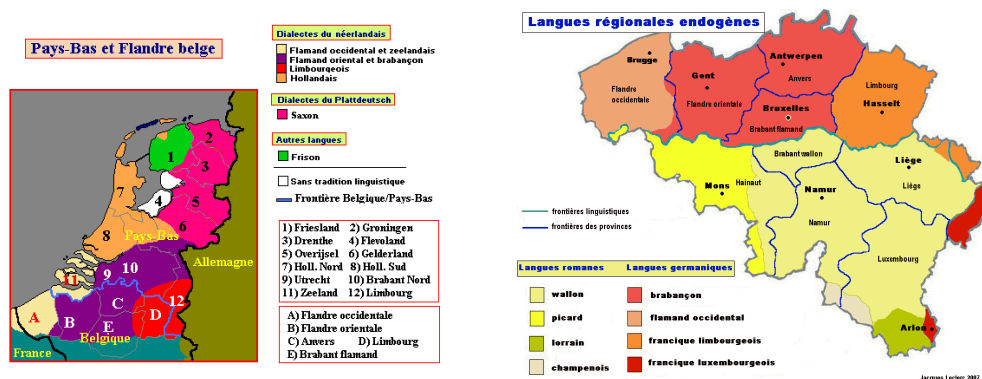 Pays-Bas et Flandre belge
Dialectes du néerlandais
Flamand occidental et zeelandais
Flamand oriental et brabançon
Limbourgeois
Hollandais
Dialectes du Plattdeutsch
Saxon
Autres langues
Frison
Sans tradition linguistique
Frontière Belgique/Pays-Bas
1) Friesland 2) Groningen
3) Drenthe 4) Flevoland
5) Overijsel 6) Gelderland
7) Holl. Nord 8) Holl. Sud
9) Utrecht 10) Brabant Nord
11) Zeeland 12) Limbourg
A) Flandre occidentale
B) Flandre orientale
C) Anvers D) Limbourg
E) Brabant flamand
2
1
3
7
4
5
6
8
Pays-Bas
10
9
Allemagne
11
12
C
A
B
D
E
Belgique
France
Langues régionales endogènes
Brugge
Antwerpen
Gent
Anvers
Limbourg
Flandre occidentale
Flandre orientale
Bruxelles
Hasselt
Brabant flamand
Brabant wallon
Liège
Liège
Mons
Hainaut
Namur
Namur
Luxembourg
Arlon
frontières linguistiques
frontières des provinces
Langues romanes Langues germaniques
wallon brabançon
picard flamand occidental
lorrain francique limbourgeois
champenois francique luxembourgeois
Jacques Leclerc 2007